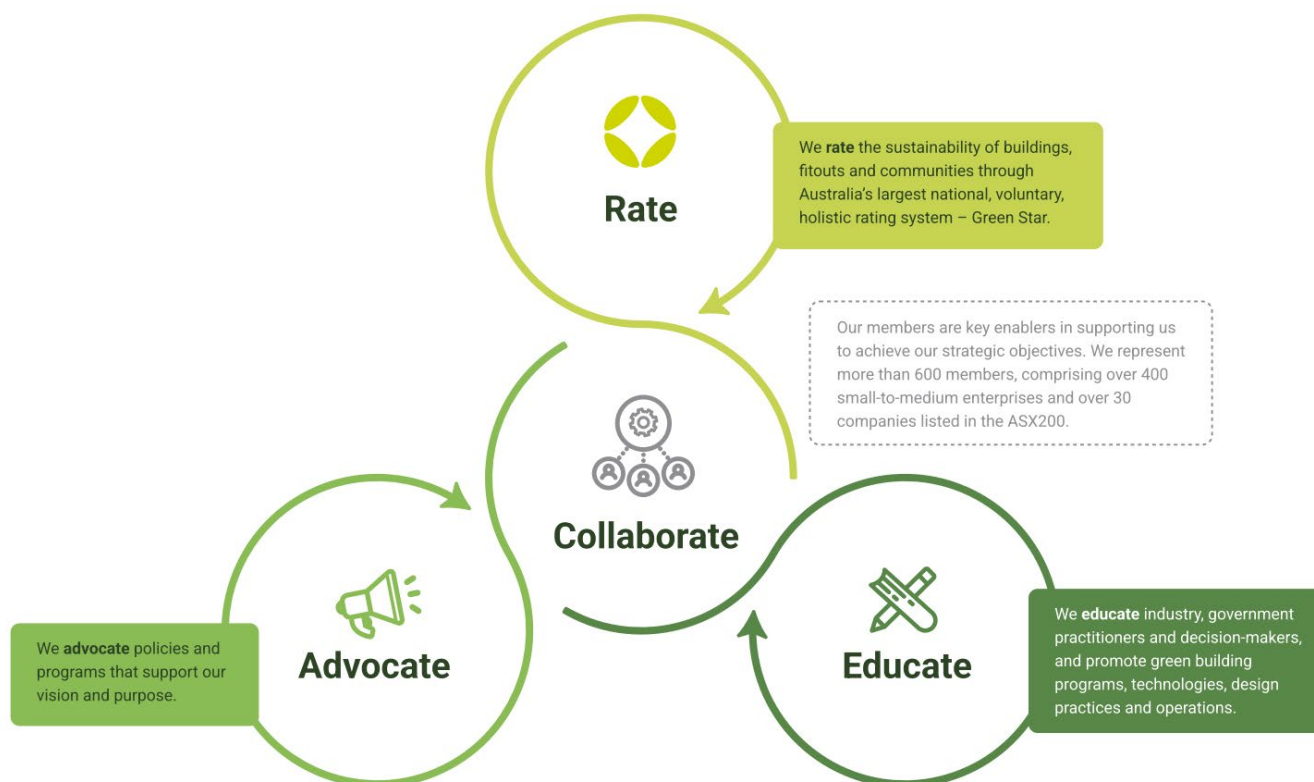 Rate
We rate the sustainability of buildings,
fitouts and communities through
Australia's largest national, voluntary,
holistic rating system – Green Star.
Our members are key enablers in supporting us
to achieve our strategic objectives. We represent
more than 600 members, comprising over 400
small-to-medium enterprises and over 30
companies listed in the ASX200.
Collaborate
Advocate
We advocate policies and
programs that support our
vision and purpose.
Educate
We educate industry, government
practitioners and decision-makers,
and promote green building
programs, technologies, design
practices and operations.